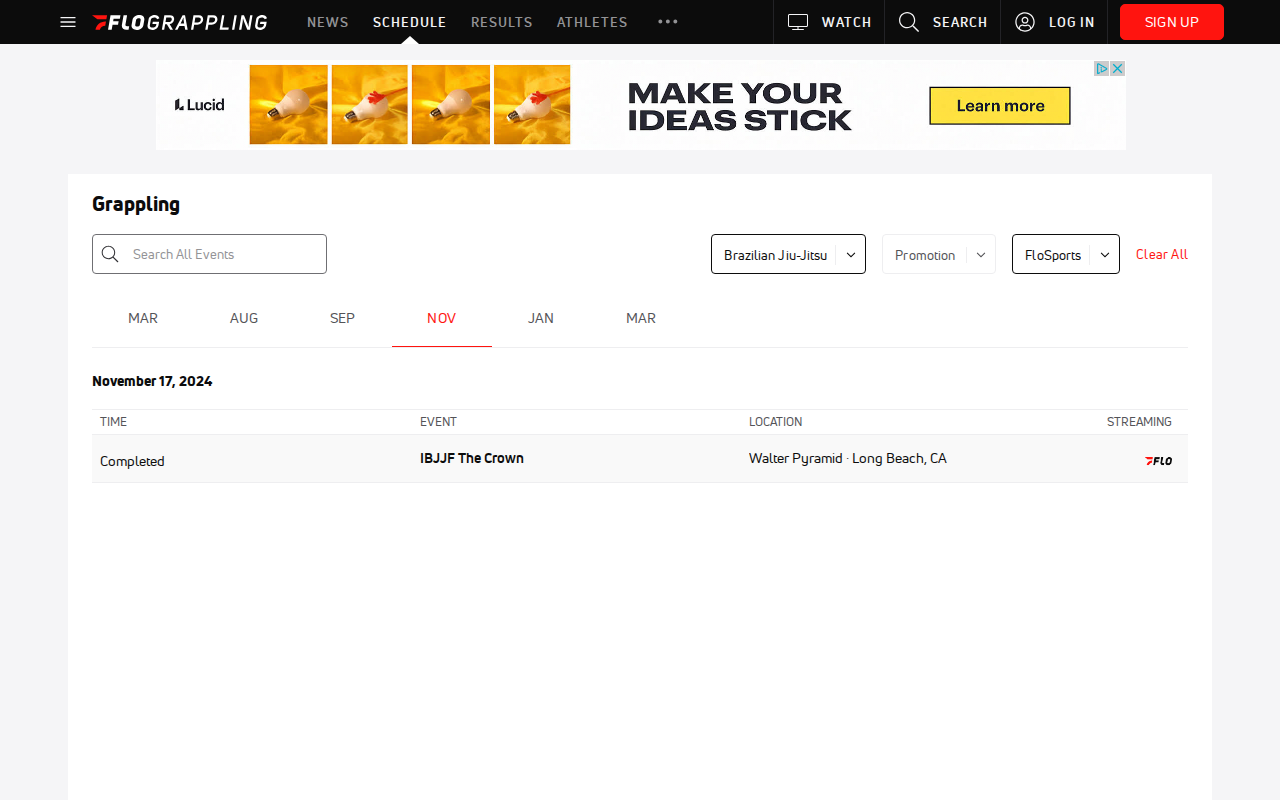 FLOGRAPPLING NEWS SCHEDULE RESULTS ATHLETES WATCH SEARCH LOG IN SIGN UP
Lucid MAKE YOUR IDEAS STICK Learn more
Grappling
Search All Events Brazilian Jiu-Jitsu Promotion FloSports Clear All
MAR AUG SEP NOV JAN MAR
November 17, 2024
TIME EVENT LOCATION STREAMING
Completed IBJJF The Crown Walter Pyramid · Long Beach, CA FLO